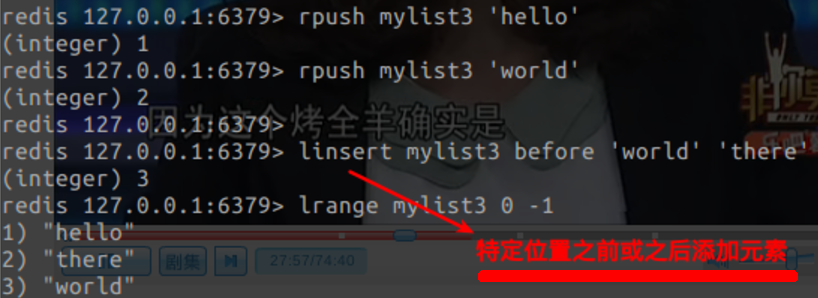 redis 127.0.0.1:6379> rpush mylist3 'hello'
(integer) 1
redis 127.0.0.1:6379> rpush mylist3 'world'
(integer) 2
因为这个烤全羊确实是
redis 127.0.0.1:6379>
redis 127.0.0.1:6379> linsert mylist3 before 'world' 'there'
(integer) 3
redis 127.0.0.1:6379> lrange mylist3 0 -1
1) "hello"
特定位置之前或之后添加元素
2) "there"
剧集
27:57/74:40
3) "world"